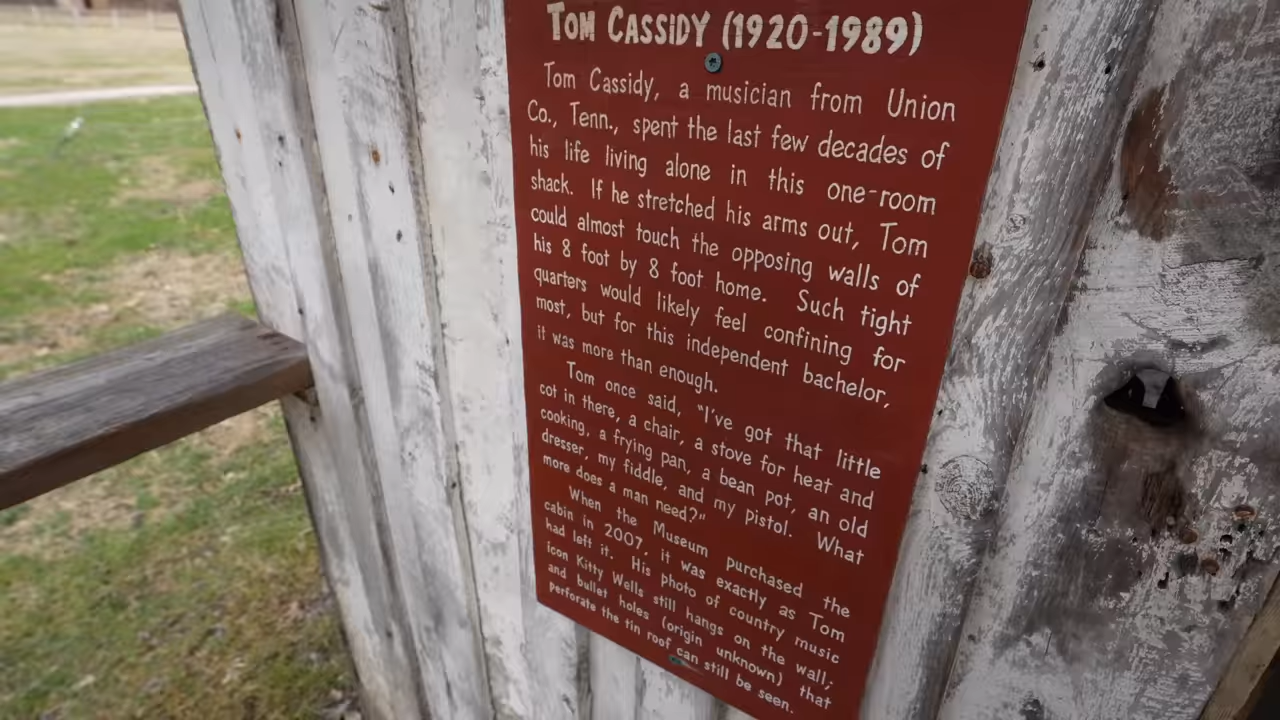 TOM CASSIDY (1920-1989)
Tom Cassidy, a musician from Union
Co., Tenn., spent the last few decades of
his life living alone in this one-room
shack. If he stretched his arms out, Tom
could almost touch the opposing walls of
his 8 foot by 8 foot home. Such tight
quarters would likely feel confining for
most, but for this independent bachelor,
it was more than enough.
Tom once said, "I've got that little
cot in there, a chair, a stove for heat and
cooking, a frying pan, a bean pot, an old
dresser, my fiddle, and my pistol. What
more does a man need?"
When the Museum purchased the
cabin in 2007, it was exactly as Tom
had left it. His photo of country music
icon Kitty Wells still hangs on the wall;
and bullet holes (origin unknown) that
perforate the tin roof can still be seen.